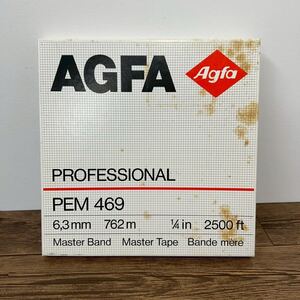 AGFA
Agfa
PROFESSIONAL
PEM 469
6,3 mm 762 m ¼ in 2500 ft
Master Band Master Tape Bande mère